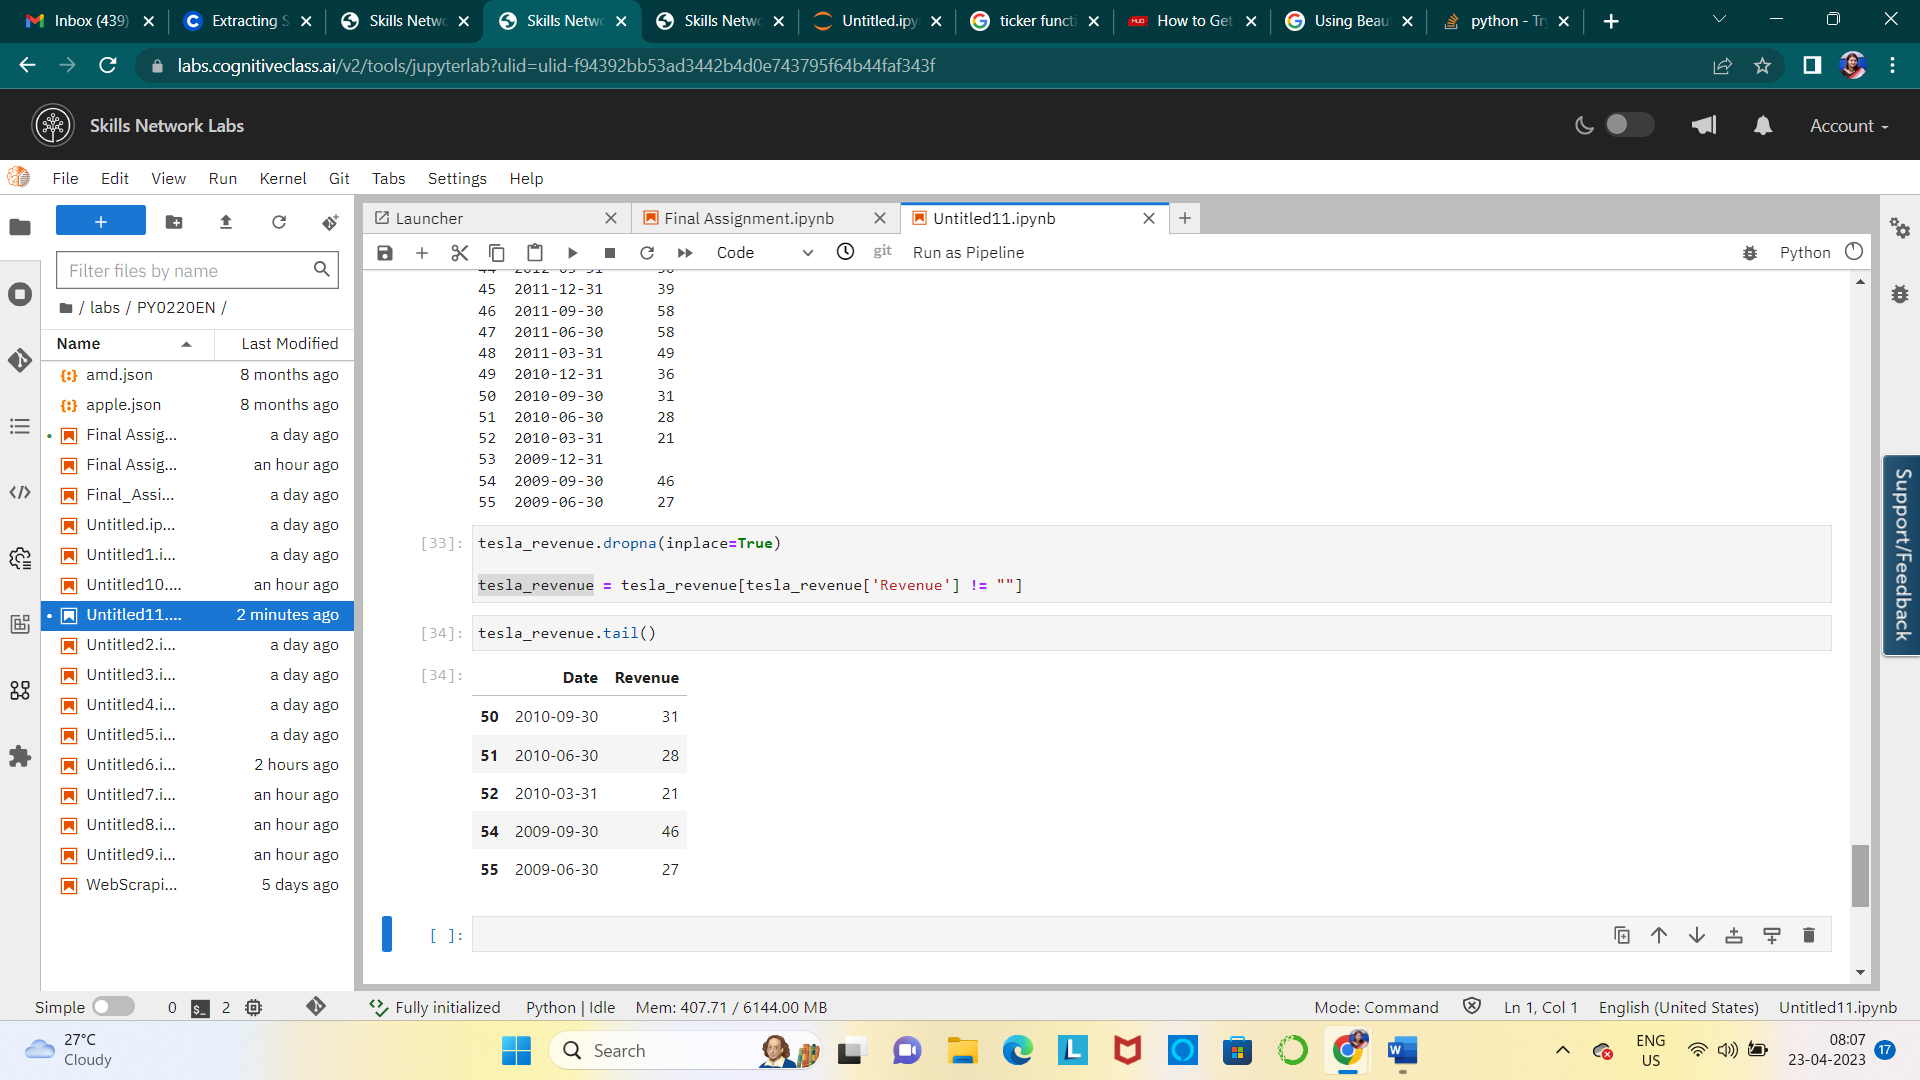 Inbox (439)
Extracting S
Skills Netwo
Skills Netwo
Skills Netwo
Untitled.ipy
ticker functi
How to Get
Using Beau
python - Try
labs.cognitiveclass.ai/v2/tools/jupyterlab?ulid=ulid-f94392bb53ad3442b4d0e743795f64b44faf343f
Skills Network Labs
Account
File Edit View Run Kernel Git Tabs Settings Help
Launcher
Final Assignment.ipynb
Untitled11.ipynb
Code
git
Run as Pipeline
Python
Filter files by name
/ labs / PY0220EN /
Name Last Modified
amd.json 8 months ago
apple.json 8 months ago
Final Assig... a day ago
Final Assig... an hour ago
Final_Assi... a day ago
Untitled.ip... a day ago
Untitled1.i... a day ago
Untitled10.... an hour ago
Untitled11.... 2 minutes ago
Untitled2.i... a day ago
Untitled3.i... a day ago
Untitled4.i... a day ago
Untitled5.i... a day ago
Untitled6.i... 2 hours ago
Untitled7.i... an hour ago
Untitled8.i... an hour ago
Untitled9.i... an hour ago
WebScrapi... 5 days ago
45 2011-12-31 39
46 2011-09-30 58
47 2011-06-30 58
48 2011-03-31 49
49 2010-12-31 36
50 2010-09-30 31
51 2010-06-30 28
52 2010-03-31 21
53 2009-12-31
54 2009-09-30 46
55 2009-06-30 27
[33]: tesla_revenue.dropna(inplace=True)
tesla_revenue = tesla_revenue[tesla_revenue['Revenue'] != ""]
[34]: tesla_revenue.tail()
[34]: Date Revenue
50 2010-09-30 31
51 2010-06-30 28
52 2010-03-31 21
54 2009-09-30 46
55 2009-06-30 27
[ ]:
Support/Feedback
Simple 0 2 Fully initialized Python | Idle Mem: 407.71 / 6144.00 MB Mode: Command Ln 1, Col 1 English (United States) Untitled11.ipynb
27°C
Cloudy
Search
ENG
US
08:07
23-04-2023
17